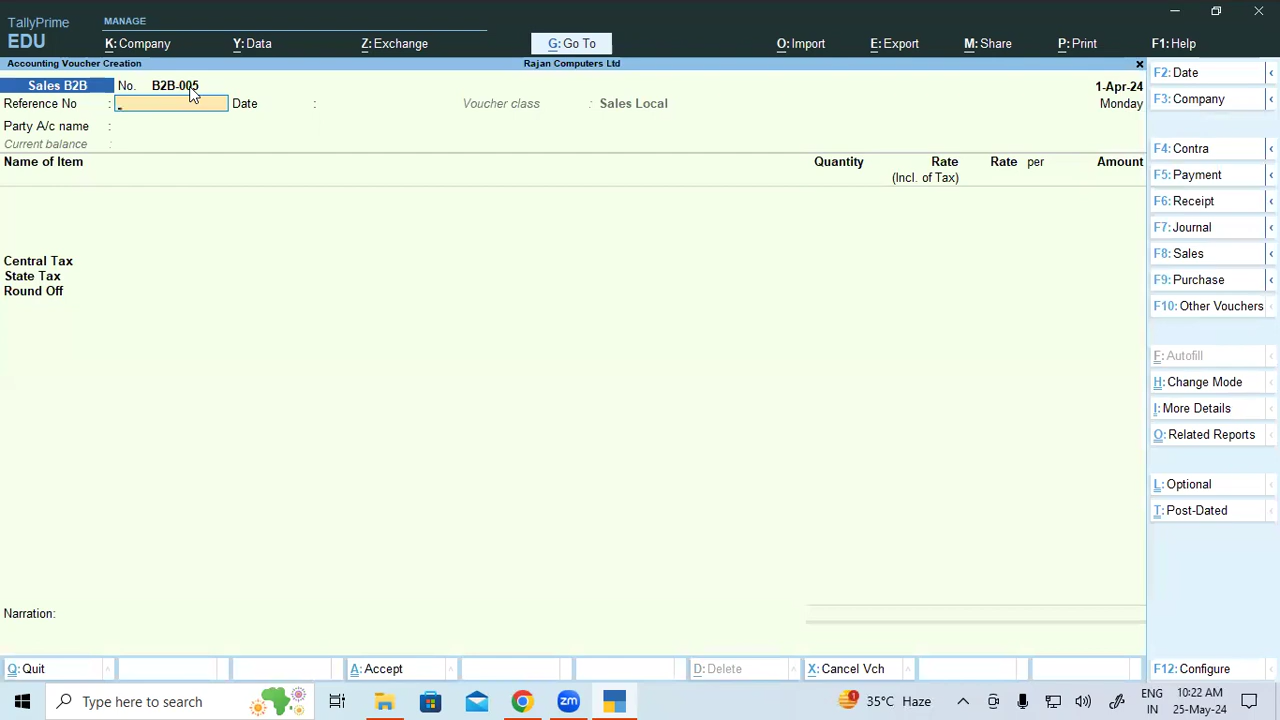 TallyPrime
EDU
MANAGE
K: Company
Y: Data
Z: Exchange
G: Go To
O: Import
E: Export
M: Share
P: Print
F1: Help
Accounting Voucher Creation
Rajan Computers Ltd
×
Sales B2B
No. B2B-005
1-Apr-24
Reference No :
Date :
Voucher class : Sales Local
Monday
Party A/c name :
Current balance :
Name of Item
Quantity
Rate
Rate per
Amount
(Incl. of Tax)
Central Tax
State Tax
Round Off
Narration:
F2: Date
F3: Company
F4: Contra
F5: Payment
F6: Receipt
F7: Journal
F8: Sales
F9: Purchase
F10: Other Vouchers
F: Autofill
H: Change Mode
I: More Details
O: Related Reports
L: Optional
T: Post-Dated
Q: Quit
A: Accept
D: Delete
X: Cancel Vch
F12: Configure
Type here to search
zm
35°C Haze
ENG
IN
10:22 AM
25-May-24